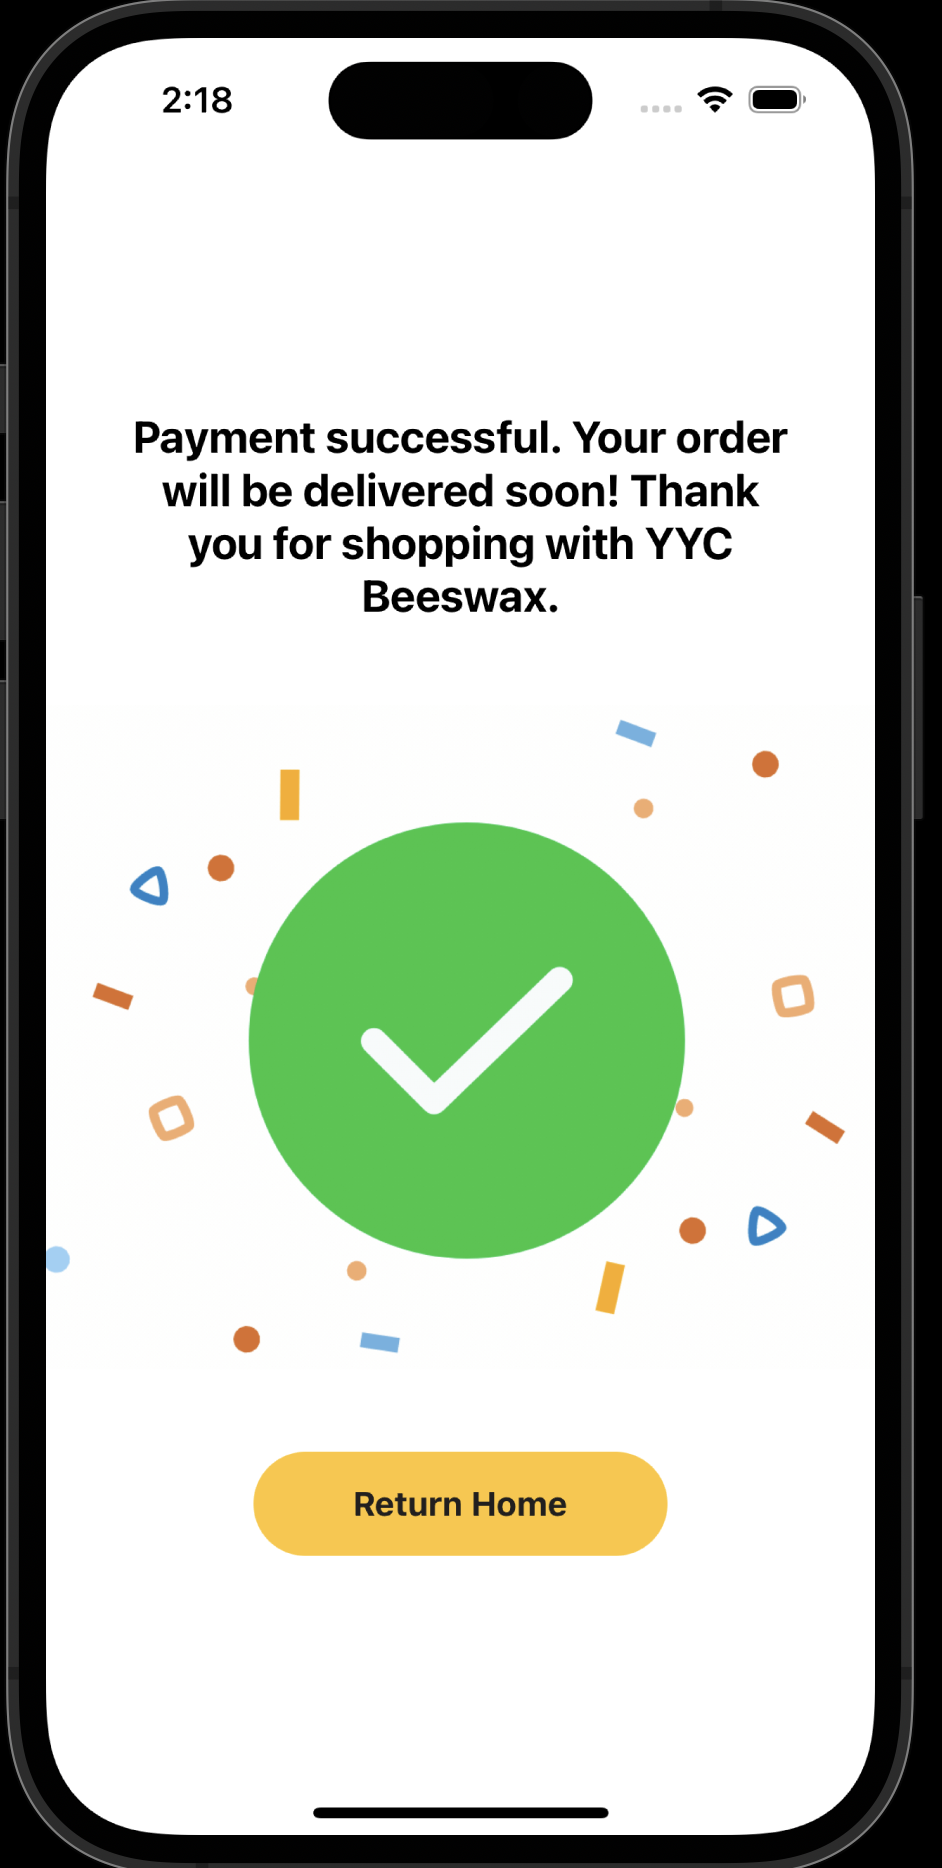 2:18
Payment successful. Your order
will be delivered soon! Thank
you for shopping with YYC
Beeswax.
Return Home